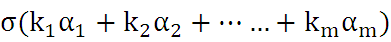 σ(k₁α₁ + k₂α₂ + ⋯ … + kₘαₘ)